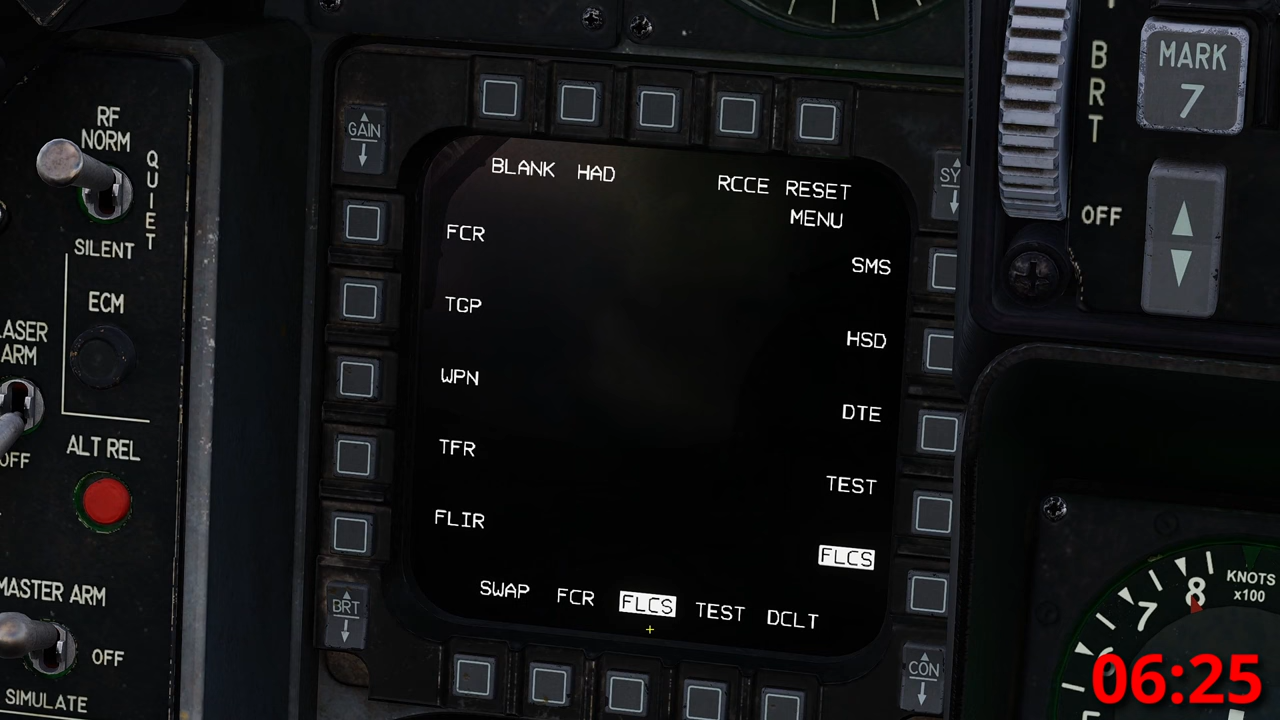 RF
NORM
QUIET
SILENT
ECM
LASER
ARM
OFF
ALT REL
MASTER ARM
OFF
SIMULATE
GAIN
BLANK HAD RCCE RESET
MENU
FCR
SMS
TGP
HSD
WPN
DTE
TFR
TEST
FLIR
FLCS
SWAP FCR FLCS TEST DCLT
BRT
CON
BRT
OFF
MARK
7
KNOTS
x100
8
7
06:25